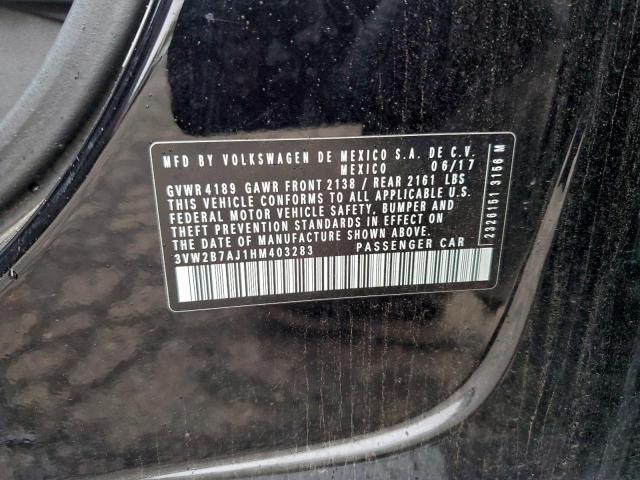 MFD BY VOLKSWAGEN DE MEXICO S.A. DE C.V.
MEXICO 06/17
GVWR 4189 GAWR FRONT 2138 / REAR 2161 LBS
THIS VEHICLE CONFORMS TO ALL APPLICABLE U.S.
FEDERAL MOTOR VEHICLE SAFETY, BUMPER AND
THEFT PREVENTION STANDARDS IN EFFECT ON
THE DATE OF MANUFACTURE SHOWN ABOVE.
3VW2B7AJ1HM403283 PASSENGER CAR
2326151 3156 M